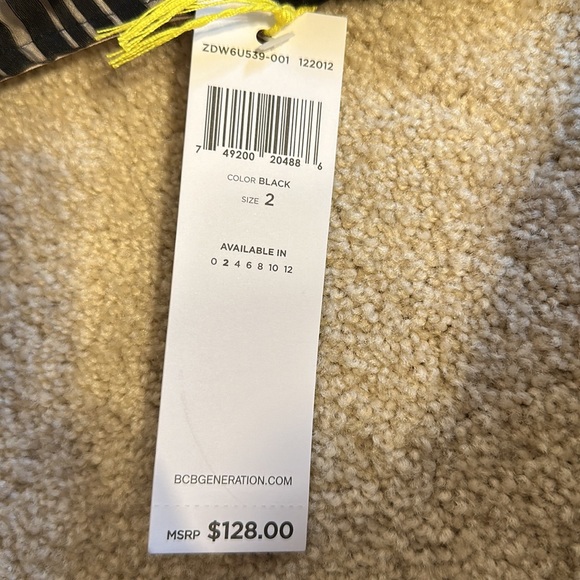 ZDW6U539-001 122012
7 49200 20488 6
COLOR BLACK
SIZE 2
AVAILABLE IN
0 2 4 6 8 10 12
BCBGENERATION.COM
MSRP $128.00